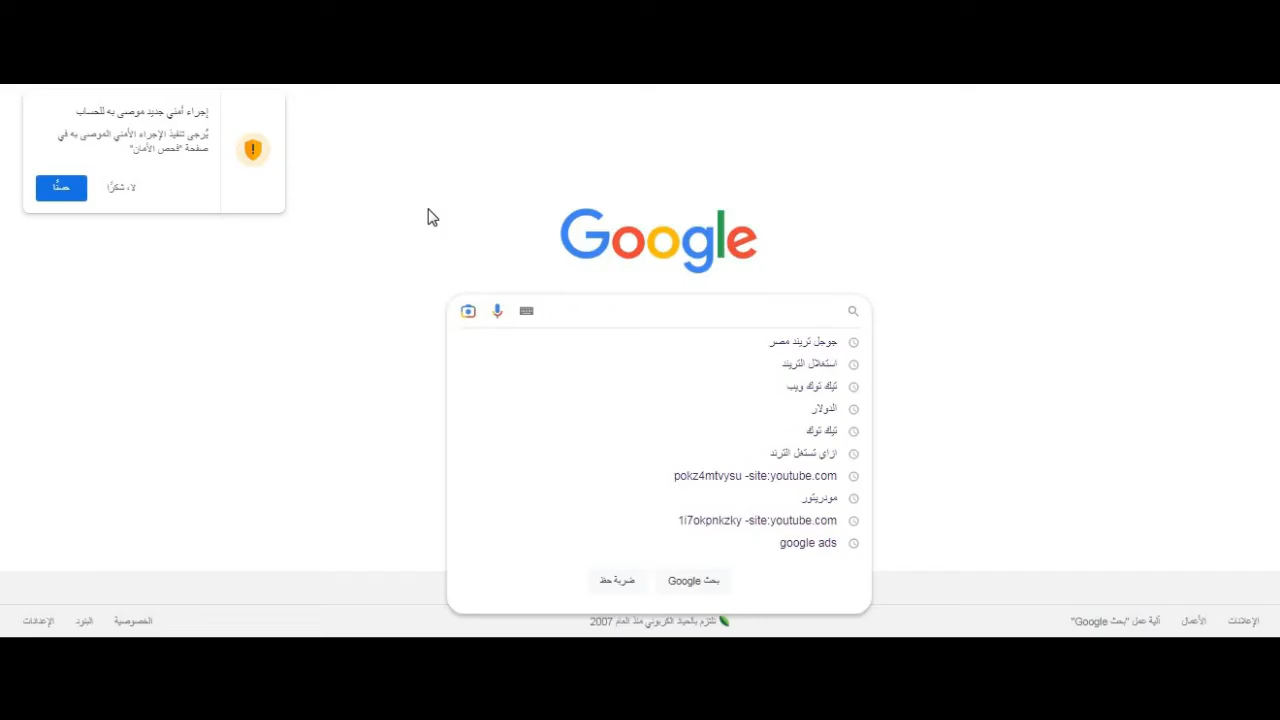 إجراء أمني جديد موصى به للحساب
يُرجى تنفيذ الإجراء الأمني الموصى به في
صفحة "فحص الأمان"
لا، شكرًا
حسنًا
Google
جوجل تريند مصر
استغلال التريند
تيك توك ويب
الدولار
تيك توك
ازاي تستغل الترند
pokz4mtvysu -site:youtube.com
مودريتور
1i7okpnkzky -site:youtube.com
google ads
بحث Google
ضربة حظ
الإعلانات
الأعمال
آلية عمل "بحث Google"
نلتزم بالحياد الكربوني منذ العام 2007
الخصوصية
البنود
الإعدادات